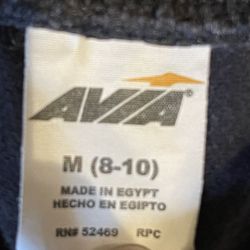 AVIA®
M (8-10)
MADE IN EGYPT
HECHO EN EGIPTO
RN# 52469 RPC